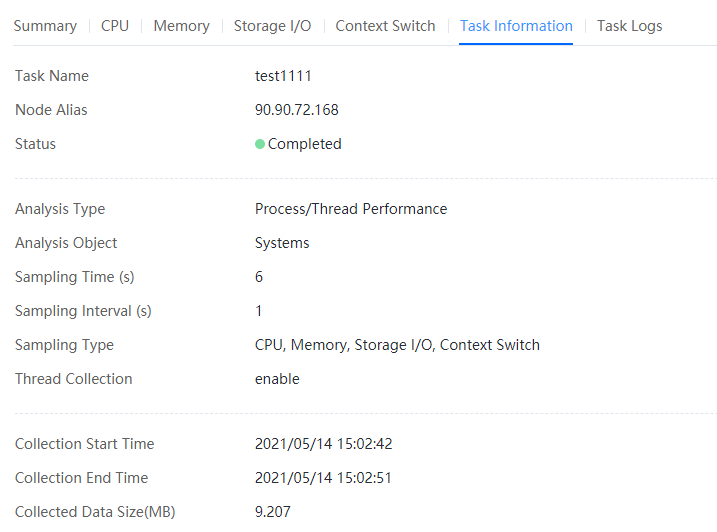 Summary CPU Memory Storage I/O Context Switch Task Information Task Logs
Task Name test1111
Node Alias 90.90.72.168
Status Completed
Analysis Type Process/Thread Performance
Analysis Object Systems
Sampling Time (s) 6
Sampling Interval (s) 1
Sampling Type CPU, Memory, Storage I/O, Context Switch
Thread Collection enable
Collection Start Time 2021/05/14 15:02:42
Collection End Time 2021/05/14 15:02:51
Collected Data Size(MB) 9.207